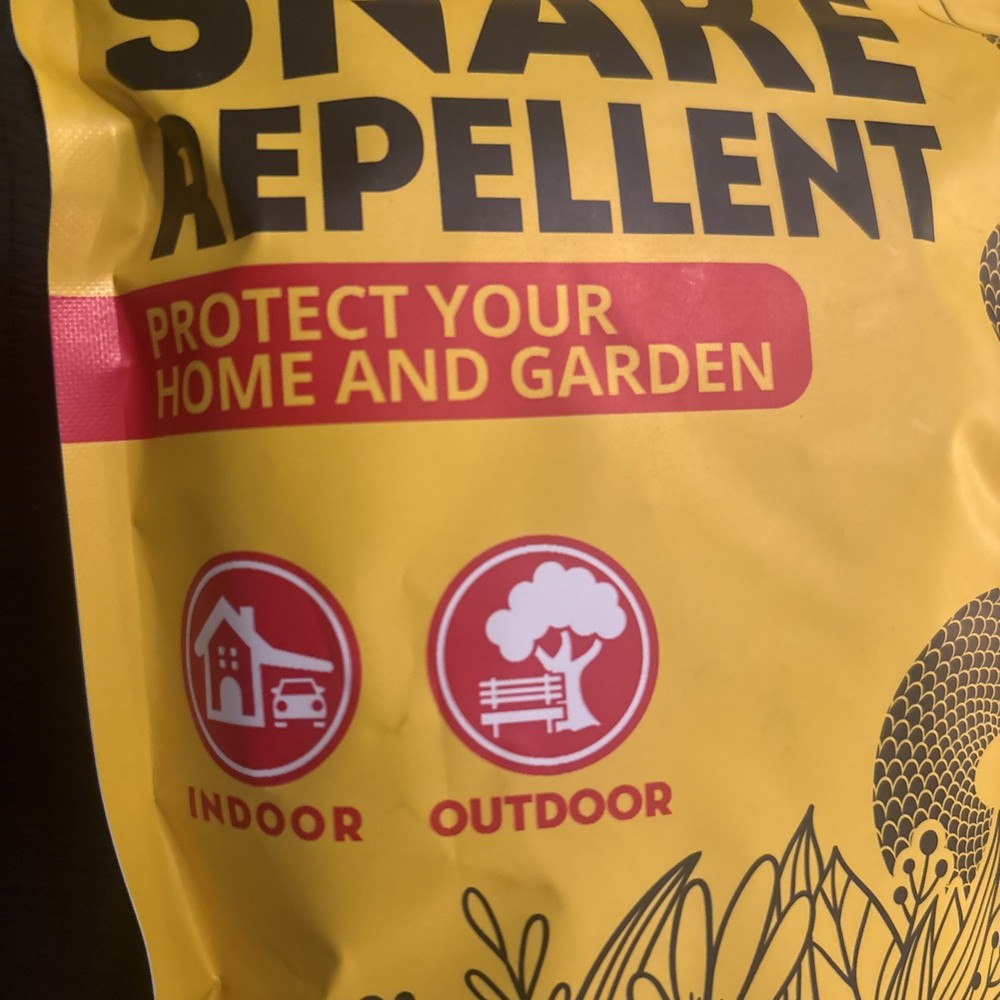 SNAKE
REPELLENT
PROTECT YOUR
HOME AND GARDEN
INDOOR
OUTDOOR